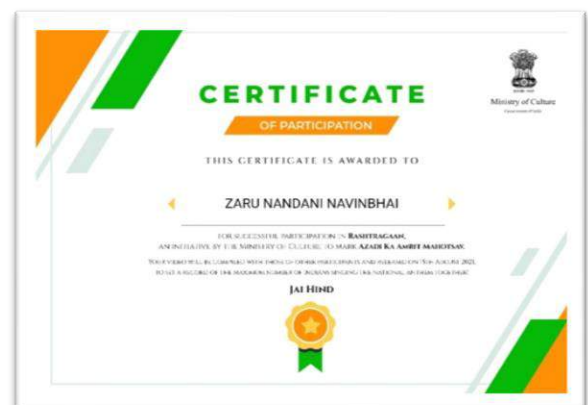 CERTIFICATE
OF PARTICIPATION
Ministry of Culture
Government of India
THIS CERTIFICATE IS AWARDED TO
ZARU NANDANI NAVINBHAI
FOR SUCCESSFUL PARTICIPATION IN RASHTRAGAAN,
AN INITIATIVE BY THE MINISTRY OF CULTURE TO MARK AZADI KA AMRIT MAHOTSAV.
YOUR VIDEO WILL BE COMPILED WITH THOSE OF OTHER PARTICIPANTS AND WEBCAST ON 15TH AUGUST 2021,
TO SET A RECORD OF THE MAXIMUM NUMBER OF INDIANS SINGING THE NATIONAL ANTHEM TOGETHER!
JAI HIND